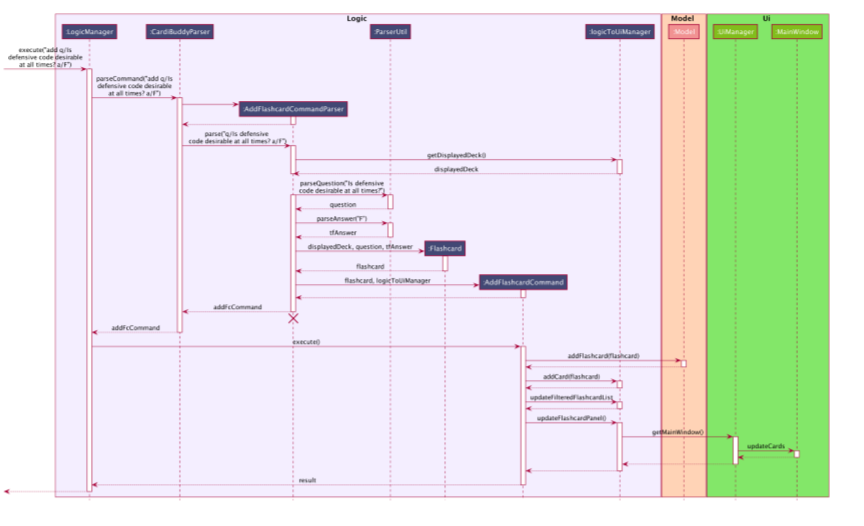 Logic
Model
Ui
:LogicManager
:CardiBuddyParser
:ParserUtil
:logicToUiManager
:Model
:UiManager
:MainWindow
execute("add q/Is
defensive code desirable
at all times? a/F")
parseCommand("add q/Is
defensive code desirable
at all times? a/F")
:AddFlashcardCommandParser
parse("q/Is defensive
code desirable at all times? a/F")
getDisplayedDeck()
displayedDeck
parseQuestion("Is defensive
code desirable at all times?")
question
parseAnswer("F")
tfAnswer
displayedDeck, question, tfAnswer
:Flashcard
flashcard
flashcard, logicToUiManager
:AddFlashcardCommand
addFcCommand
addFcCommand
execute()
addFlashcard(flashcard)
addCard(flashcard)
updateFilteredFlashcardList
updateFlashcardPanel()
getMainWindow()
updateCards
result